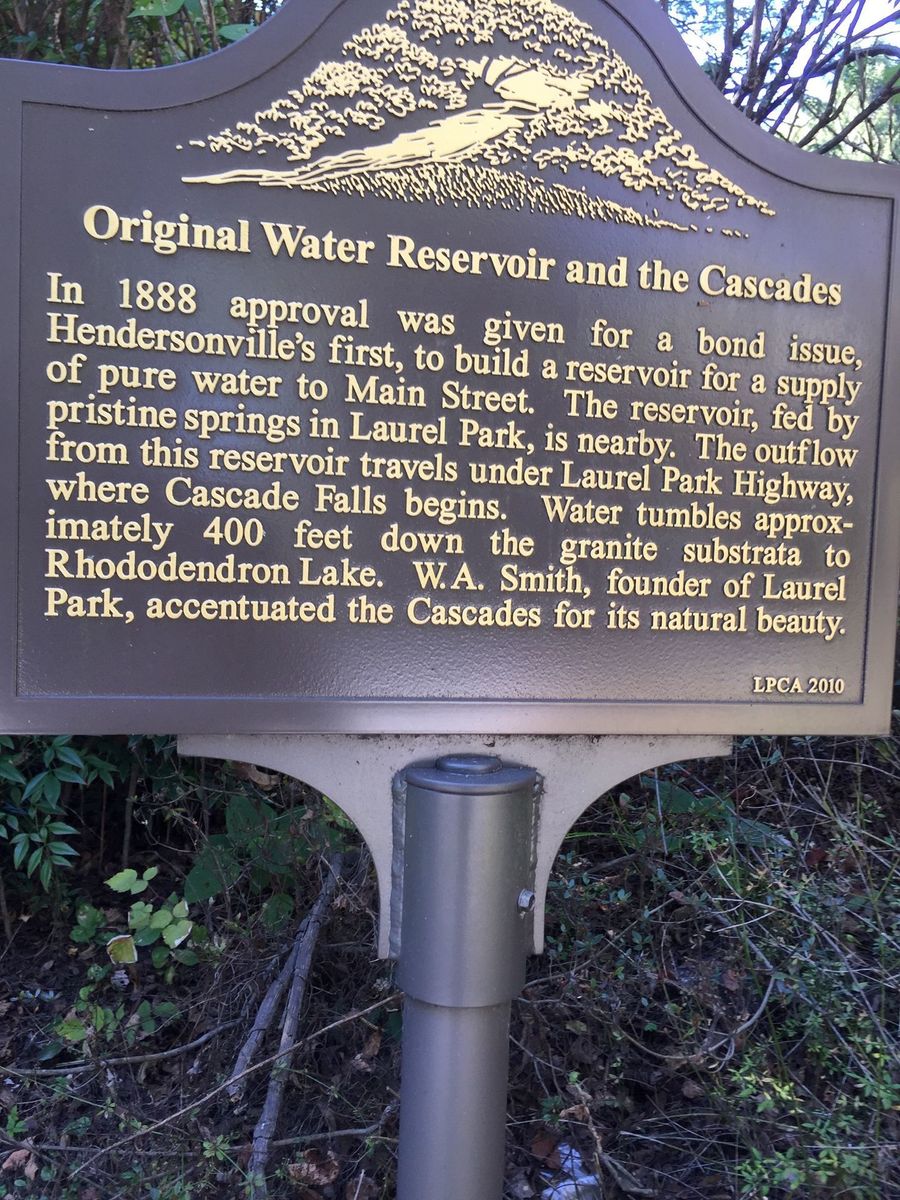 Original Water Reservoir and the Cascades
In 1888 approval was given for a bond issue,
Hendersonville's first, to build a reservoir for a supply
of pure water to Main Street. The reservoir, fed by
pristine springs in Laurel Park, is nearby. The outflow
from this reservoir travels under Laurel Park Highway,
where Cascade Falls begins. Water tumbles approx-
imately 400 feet down the granite substrata to
Rhododendron Lake. W.A. Smith, founder of Laurel
Park, accentuated the Cascades for its natural beauty.
LPCA 2010